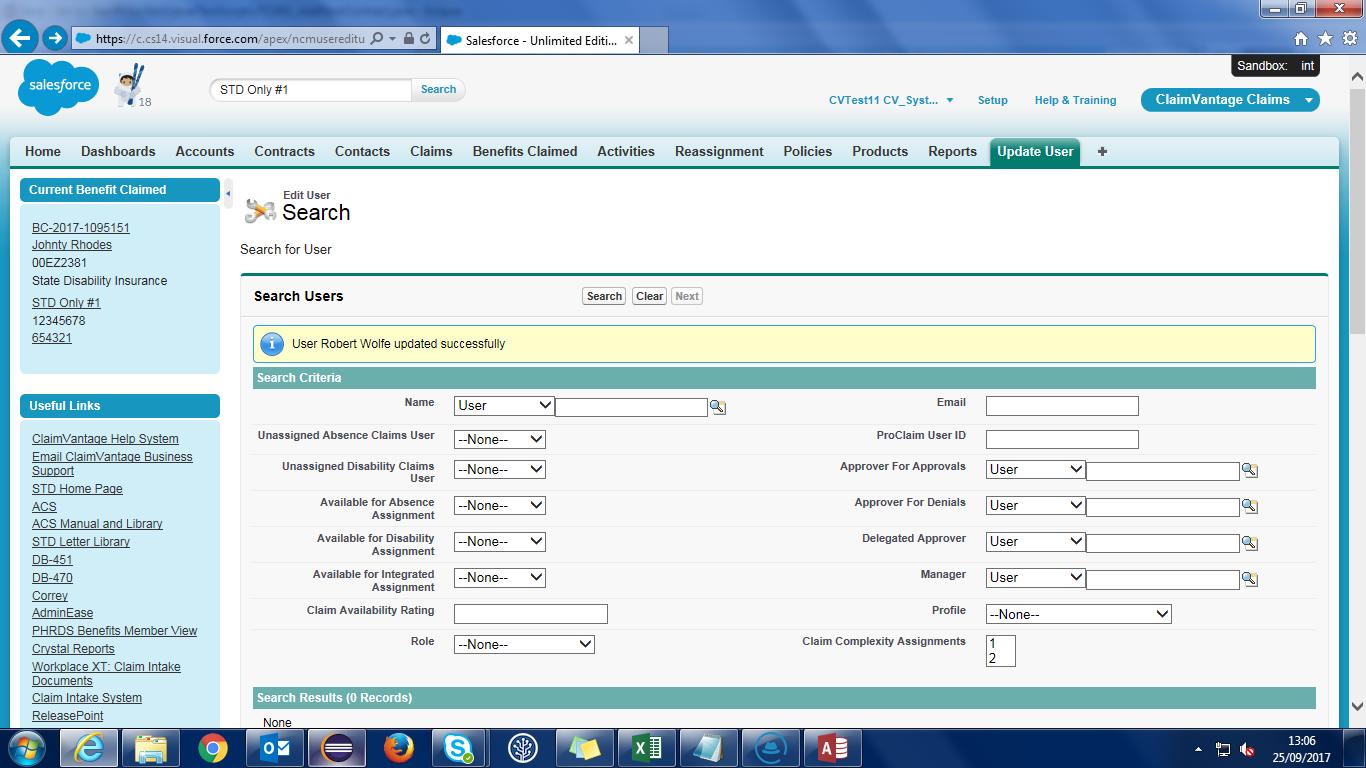 https://c.cs14.visual.force.com/apex/ncmusereditu
Salesforce - Unlimited Editi...
Sandbox: int
salesforce
18
STD Only #1
Search
CVTest11 CV_Syst...
Setup
Help & Training
ClaimVantage Claims
Home Dashboards Accounts Contracts Contacts Claims Benefits Claimed Activities Reassignment Policies Products Reports Update User +
Current Benefit Claimed
BC-2017-1095151
Johnty Rhodes
00EZ2381
State Disability Insurance
STD Only #1
12345678
654321
Useful Links
ClaimVantage Help System
Email ClaimVantage Business
Support
STD Home Page
ACS
ACS Manual and Library
STD Letter Library
DB-451
DB-470
Correy
AdminEase
PHRDS Benefits Member View
Crystal Reports
Workplace XT: Claim Intake
Documents
Claim Intake System
ReleasePoint
Edit User
Search
Search for User
Search Users
Search Clear Next
User Robert Wolfe updated successfully
Search Criteria
Name User
Email
Unassigned Absence Claims User --None--
ProClaim User ID
Unassigned Disability Claims
User
--None--
Approver For Approvals User
Available for Absence
Assignment
--None--
Approver For Denials User
Available for Disability
Assignment
--None--
Delegated Approver User
Available for Integrated
Assignment
--None--
Manager User
Claim Availability Rating
Profile --None--
Role --None--
Claim Complexity Assignments
1
2
Search Results (0 Records)
None
13:06
25/09/2017